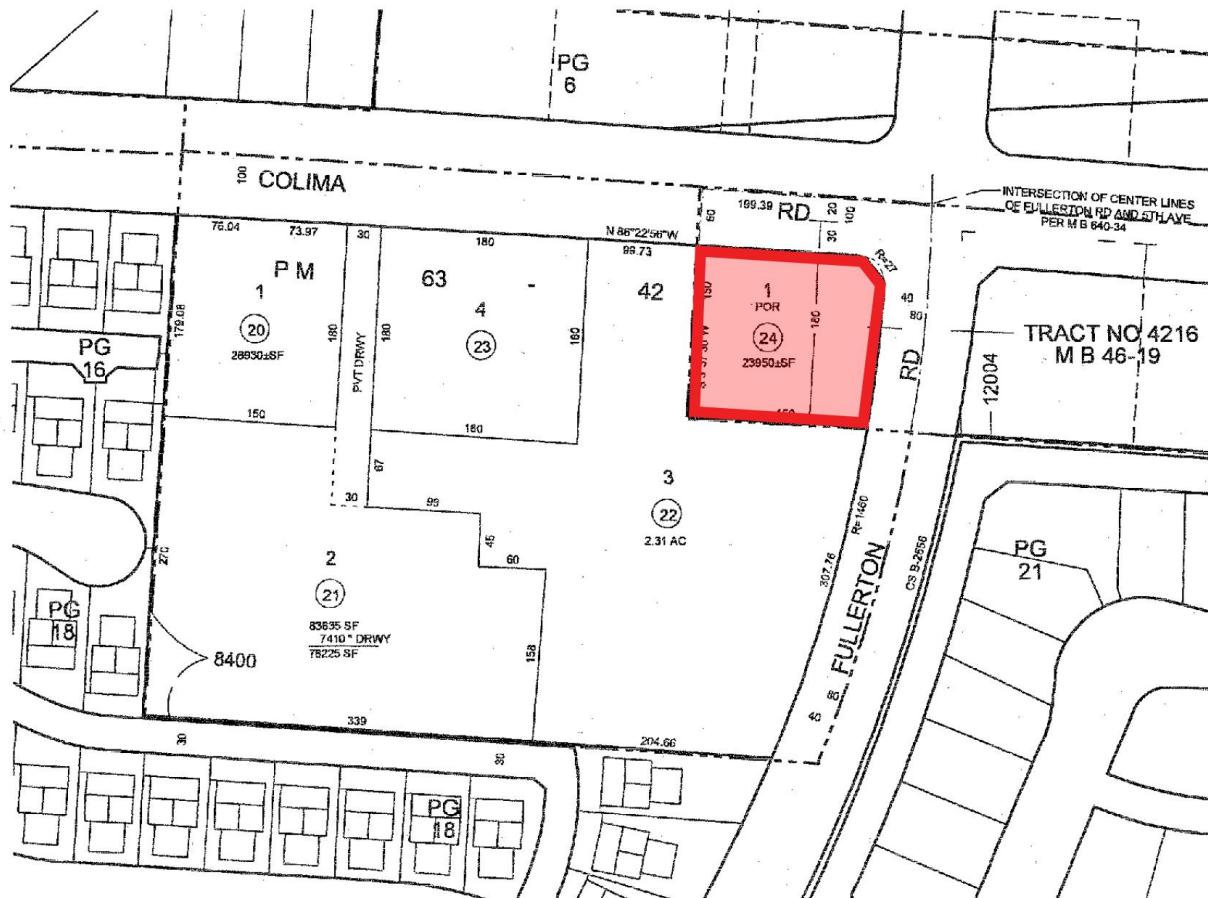 PG
6
100
COLIMA
RD
199.39
20
30
100
60
INTERSECTION OF CENTER LINES
OF FULLERTON RD AND 5TH AVE
PER M B 640-34
76.04
73.97
30
180
N 86°22'56"W
99.73
R=27
P M
63
42
1
20
26930±SF
179.08
180
PVT DRWY
180
4
23
180
1
POR
24
23950±SF
180
40
80
RD
TRACT NO 4216
M B 46-19
12004
PG
16
150
180
150
67
30
99
45
60
3
22
2.31 AC
R=1460
307.76
FULLERTON
CS B-2656
PG
21
270
2
21
83635 SF
7410 " DRWY
76225 SF
158
PG
18
8400
339
204.66
80
40
30
30
PG
18